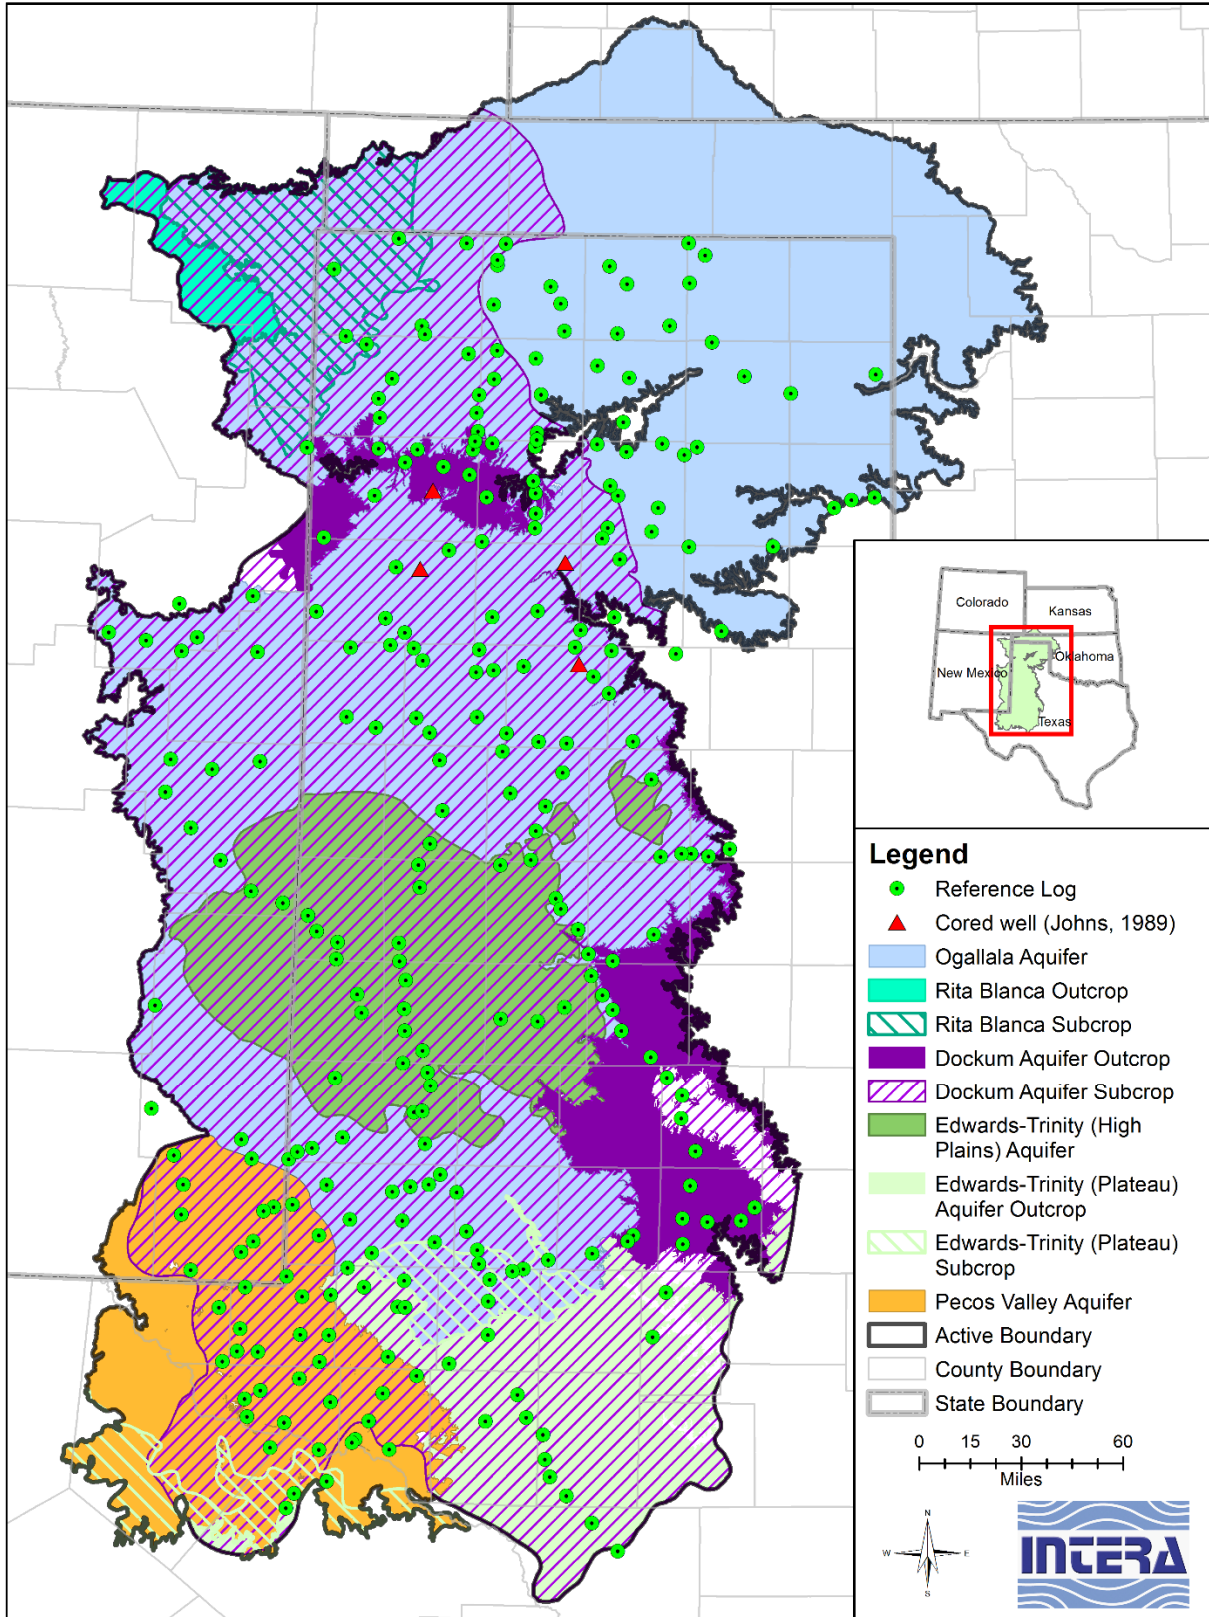 Colorado
Kansas
New Mexico
Oklahoma
Texas
Legend
Reference Log
Cored well (Johns, 1989)
Ogallala Aquifer
Rita Blanca Outcrop
Rita Blanca Subcrop
Dockum Aquifer Outcrop
Dockum Aquifer Subcrop
Edwards-Trinity (High
Plains) Aquifer
Edwards-Trinity (Plateau)
Aquifer Outcrop
Edwards-Trinity (Plateau)
Subcrop
Pecos Valley Aquifer
Active Boundary
County Boundary
State Boundary
0 15 30 60
Miles
N
W E
S
INTERA